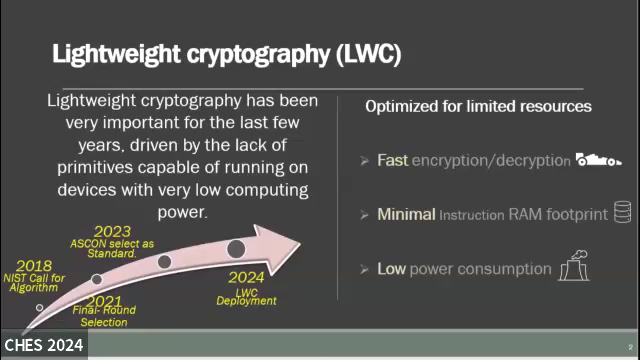 Lightweight cryptography (LWC)
Lightweight cryptography has been
very important for the last few
years, driven by the lack of
primitives capable of running on
devices with very low computing
power.
Optimized for limited resources
Fast encryption/decryption
Minimal Instruction RAM footprint
Low power consumption
2018
NIST Call for
Algorithm
2021
Final- Round
Selection
2023
ASCON select as
Standard.
2024
LWC
Deployment
CHES 2024
2